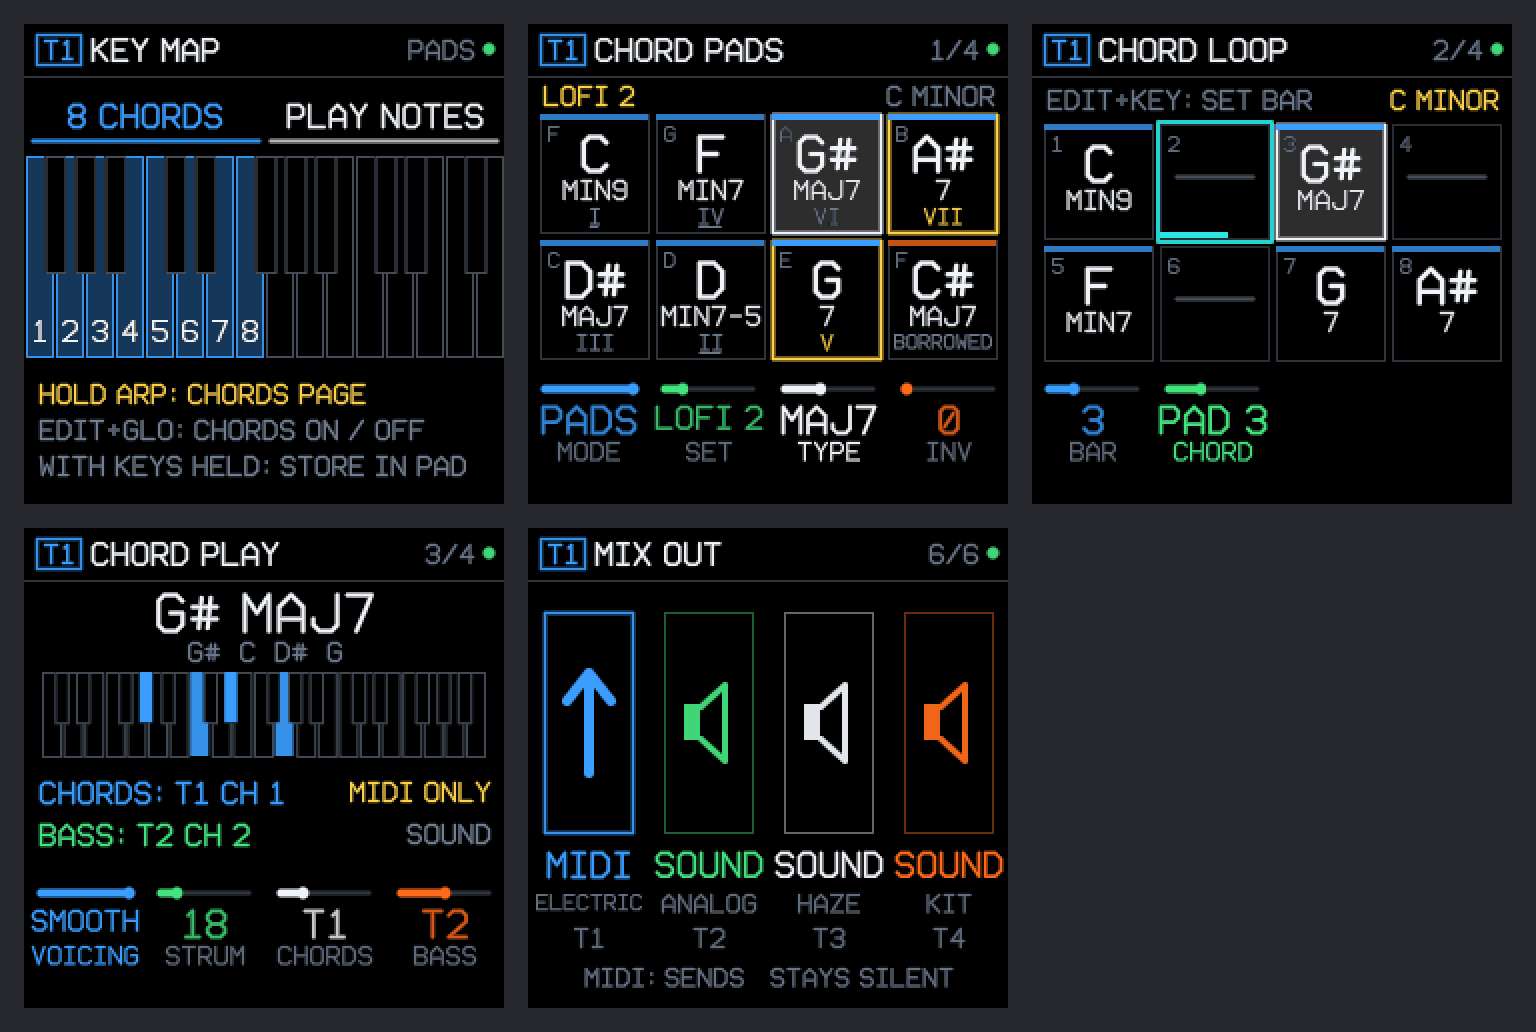 T1 KEY MAP PADS
8 CHORDS PLAY NOTES
1 2 3 4 5 6 7 8
HOLD ARP: CHORDS PAGE
EDIT+GLO: CHORDS ON / OFF
WITH KEYS HELD: STORE IN PAD
T1 CHORD PADS 1/4
LOFI 2 C MINOR
F C MIN9 I
G F MIN7 IV
A G# MAJ7 VI
B A# 7 VII
C D# MAJ7 III
D D MIN7-5 II
E G 7 V
F C# MAJ7 BORROWED
PADS LOFI 2 MAJ7 0
MODE SET TYPE INV
T1 CHORD LOOP 2/4
EDIT+KEY: SET BAR C MINOR
1 C MIN9
2
3 G# MAJ7
4
5 F MIN7
6
7 G 7
8 A# 7
3 PAD 3
BAR CHORD
T1 CHORD PLAY 3/4
G# MAJ7
G# C D# G
CHORDS: T1 CH 1 MIDI ONLY
BASS: T2 CH 2 SOUND
SMOOTH 18 T1 T2
VOICING STRUM CHORDS BASS
T1 MIX OUT 6/6
MIDI SOUND SOUND SOUND
ELECTRIC ANALOG HAZE KIT
T1 T2 T3 T4
MIDI: SENDS STAYS SILENT